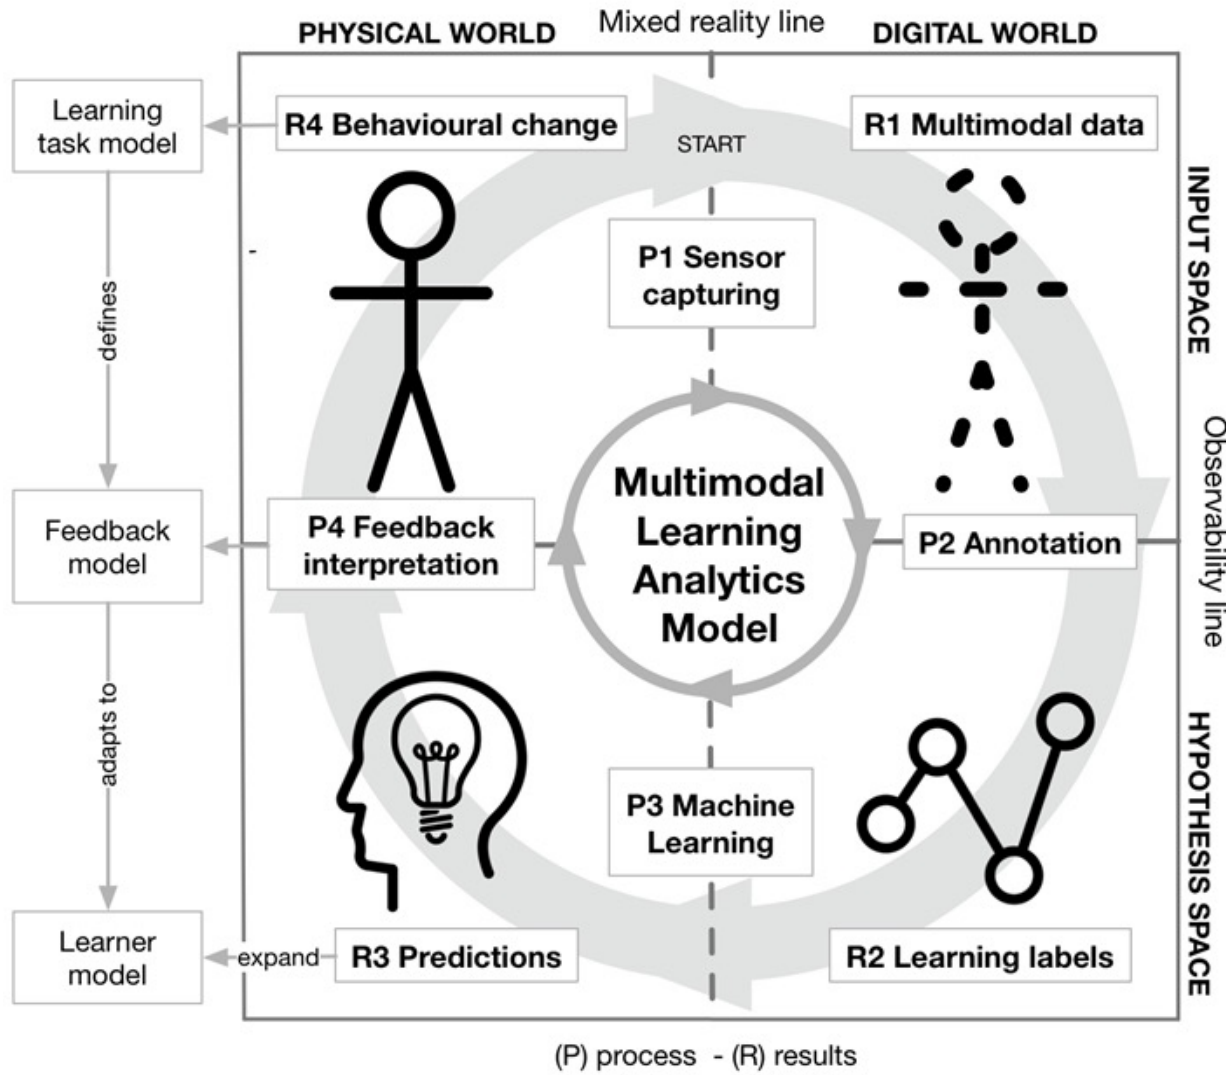 PHYSICAL WORLD
Mixed reality line
DIGITAL WORLD
Learning
task model
R4 Behavioural change
START
R1 Multimodal data
INPUT SPACE
P1 Sensor
capturing
defines
Observability line
Feedback
model
P4 Feedback
interpretation
Multimodal
Learning
Analytics
Model
P2 Annotation
adapts to
P3 Machine
Learning
HYPOTHESIS SPACE
Learner
model
expand
R3 Predictions
R2 Learning labels
(P) process - (R) results